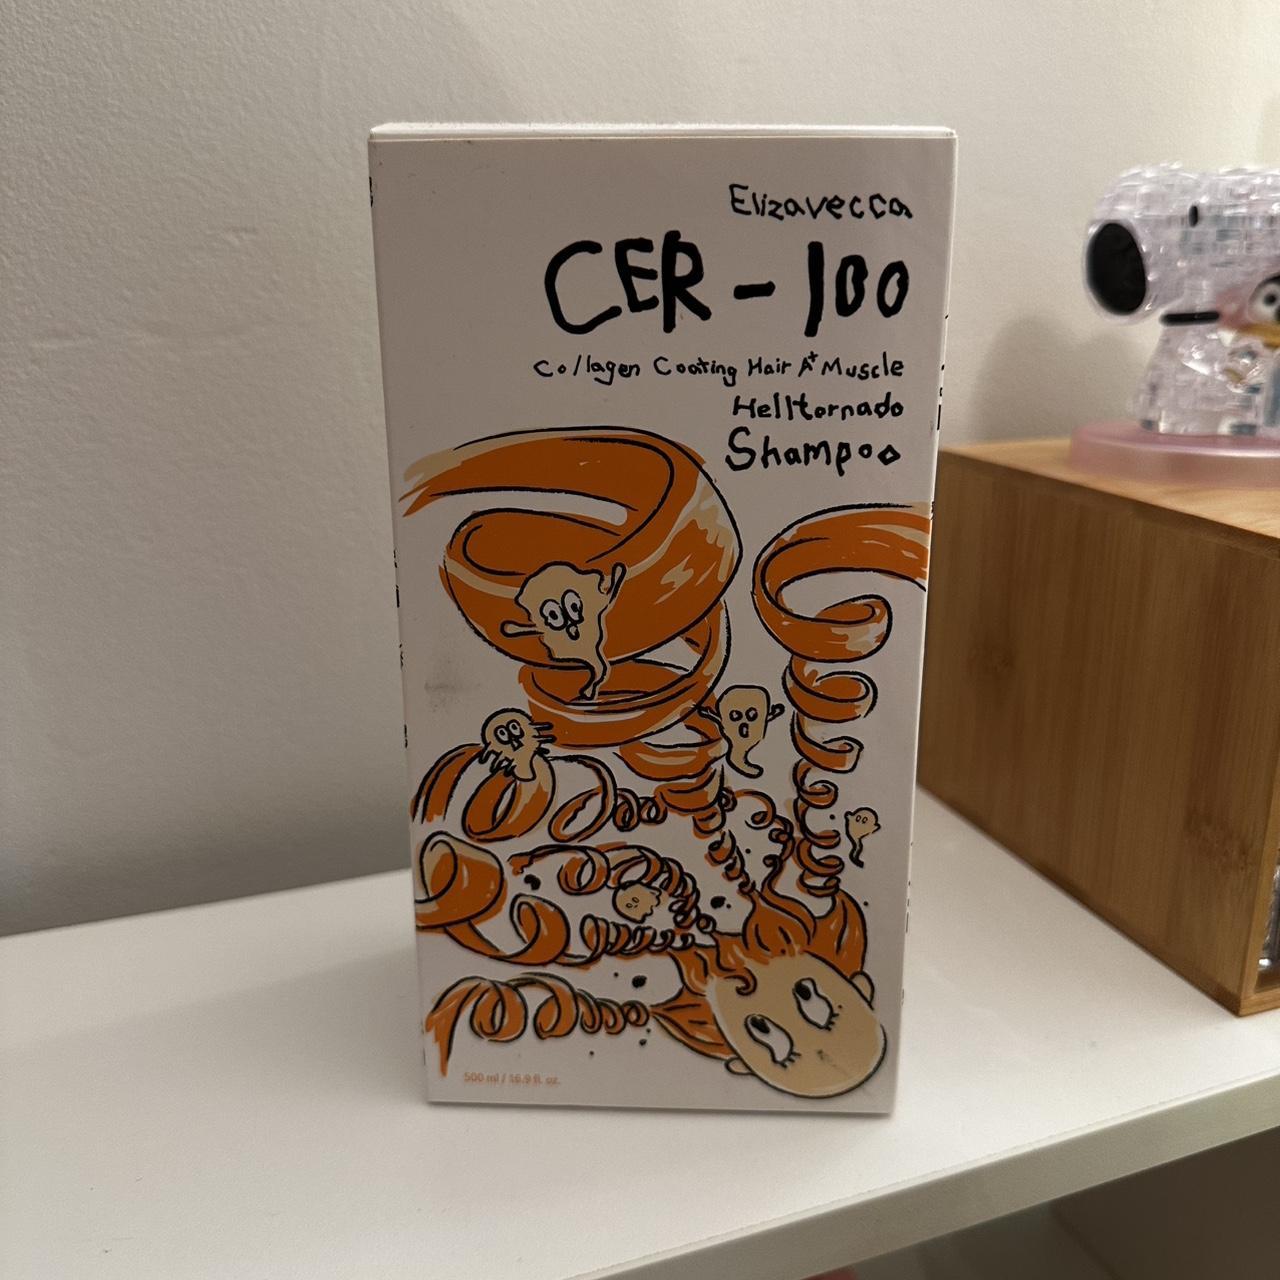 Elizavecca
CER-100
Collagen Coating Hair A+ Muscle
Helltornado
Shampoo
500 ml / 16.9 fl. oz.